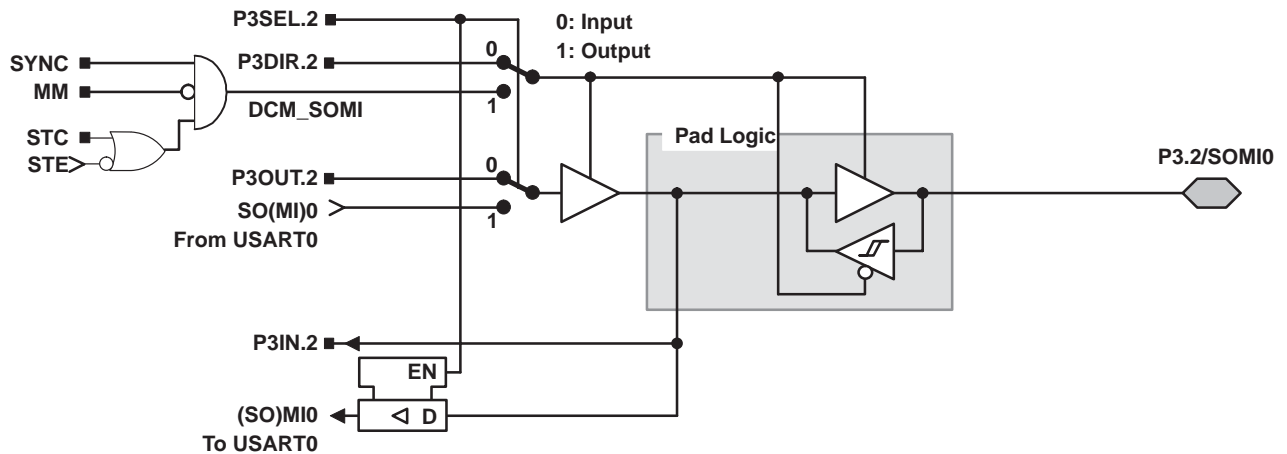 P3SEL.2
0: Input
1: Output
SYNC
P3DIR.2
0
MM
1
DCM_SOMI
STC
STE
Pad Logic
P3.2/SOMI0
P3OUT.2
0
SO(MI)0
1
From USART0
P3IN.2
EN
(SO)MI0
D
To USART0